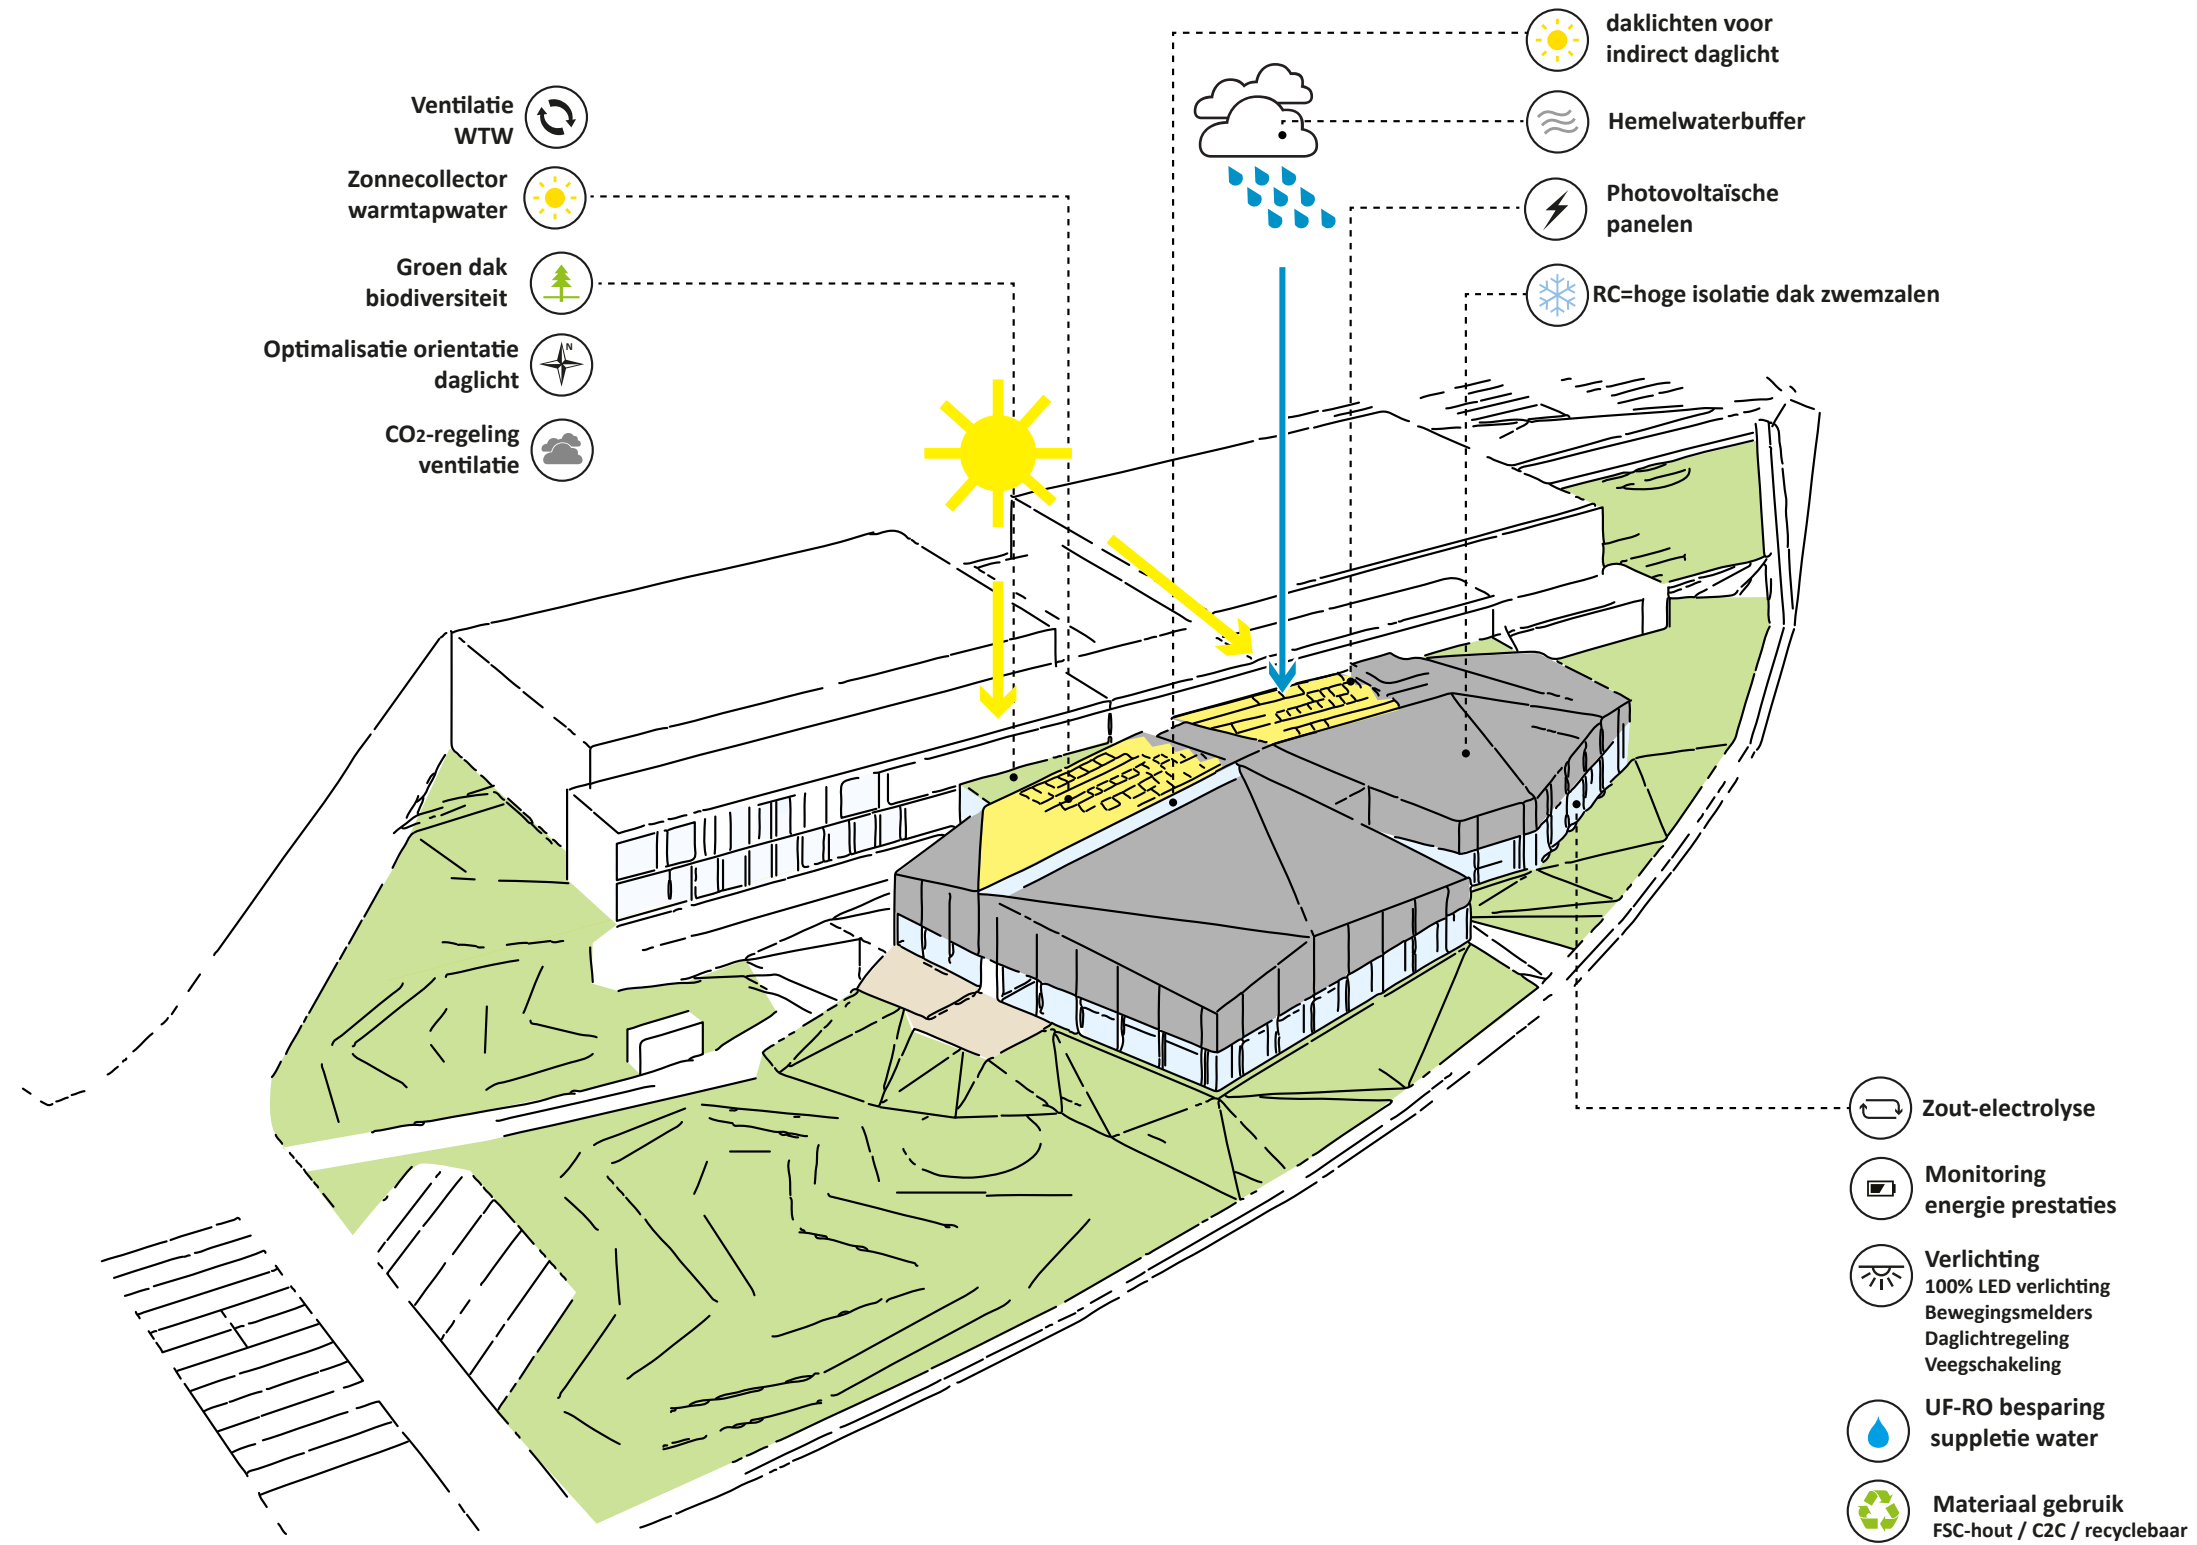 Ventilatie
WTW
Zonnecollector
warmtapwater
Groen dak
biodiversiteit
Optimalisatie orientatie
daglicht
N
CO2-regeling
ventilatie
daklichten voor
indirect daglicht
Hemelwaterbuffer
Photovoltaïsche
panelen
RC=hoge isolatie dak zwemzalen
Zout-electrolyse
Monitoring
energie prestaties
Verlichting
100% LED verlichting
Bewegingsmelders
Daglichtregeling
Veegschakeling
UF-RO besparing
suppletie water
Materiaal gebruik
FSC-hout / C2C / recyclebaar